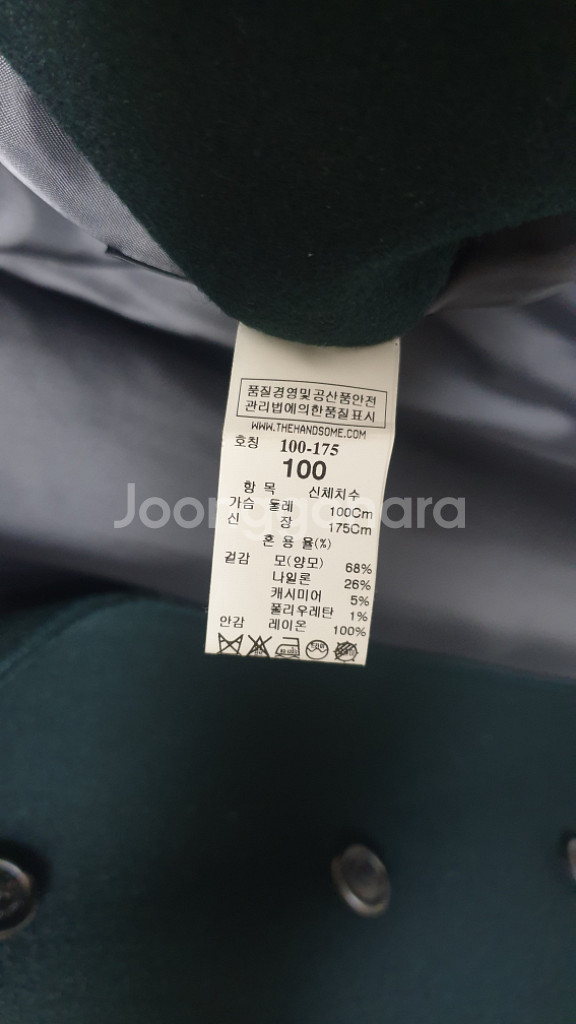 품질경영및공산품안전
관리법에의한품질표시
WWW.THEHANDSOME.COM
호칭 100-175
100
항 목 신체치수
가슴 둘레 100Cm
신 장 175Cm
혼 용 율(%)
겉감 모(양모) 68%
나일론 26%
캐시미어 5%
폴리우레탄 1%
안감 레이온 100%
Joonggonara